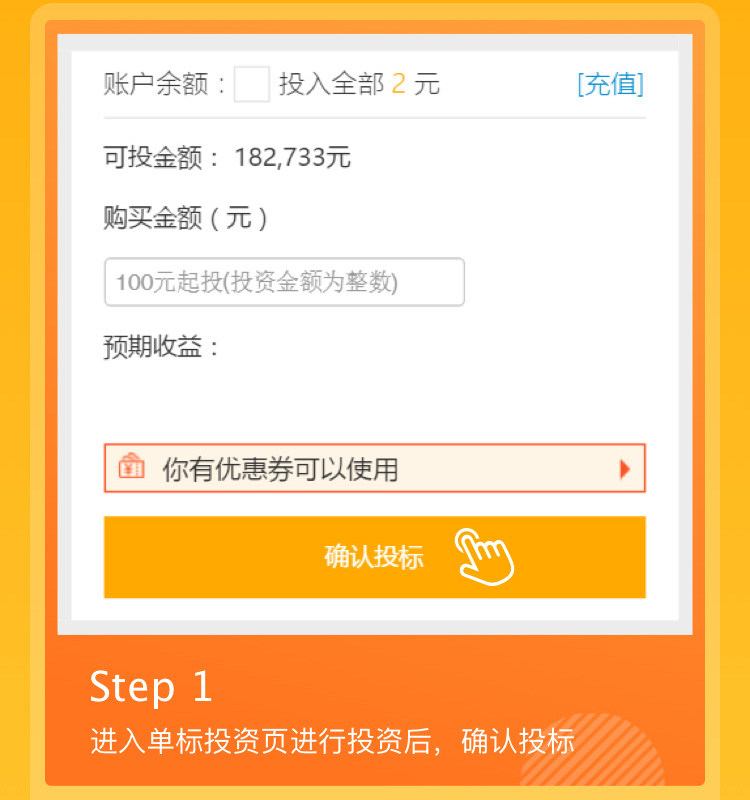 账户余额： 投入全部 2 元 [充值]
可投金额： 182,733元
购买金额（元）
100元起投(投资金额为整数)
预期收益：
你有优惠券可以使用
确认投标
Step 1
进入单标投资页进行投资后，确认投标